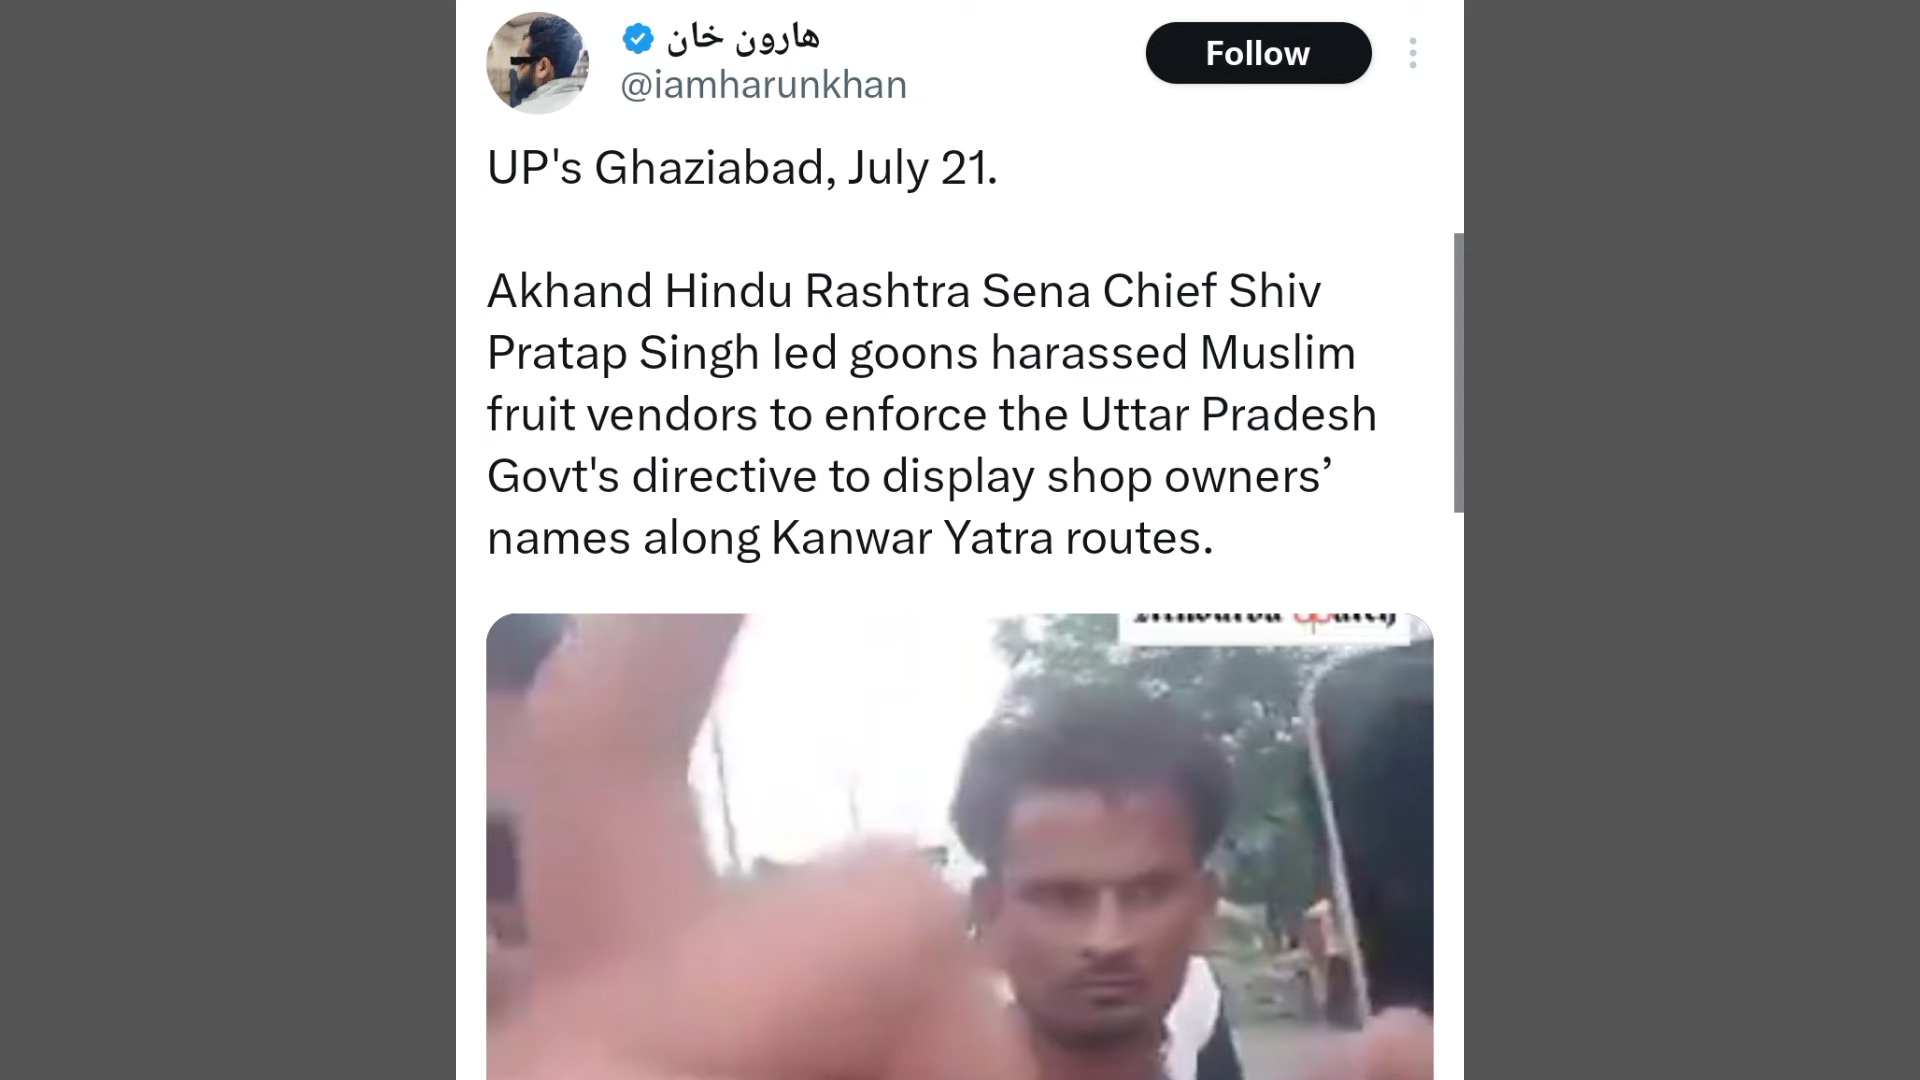 هارون خان
Follow
@iamharunkhan
UP's Ghaziabad, July 21.
Akhand Hindu Rashtra Sena Chief Shiv
Pratap Singh led goons harassed Muslim
fruit vendors to enforce the Uttar Pradesh
Govt's directive to display shop owners’
names along Kanwar Yatra routes.